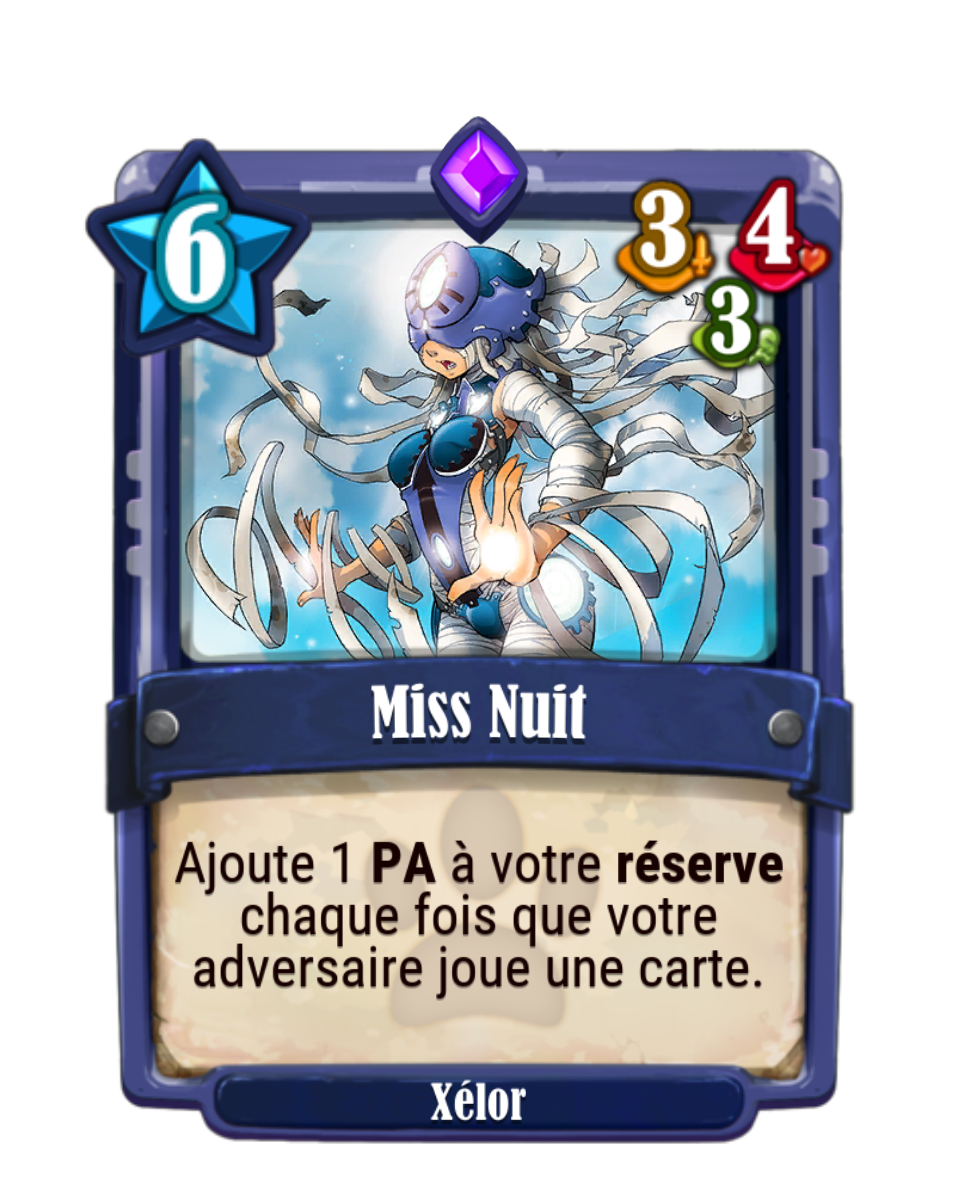 6
3
4
3
Miss Nuit
Ajoute 1 PA à votre réserve
chaque fois que votre
adversaire joue une carte.
Xélor